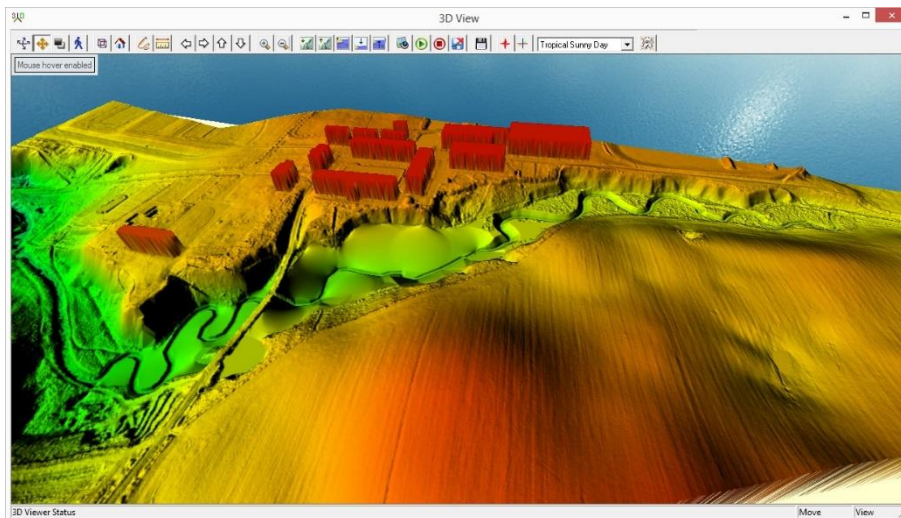 3D View
Tropical Sunny Day
Mouse hover enabled
3D Viewer Status
Move
View